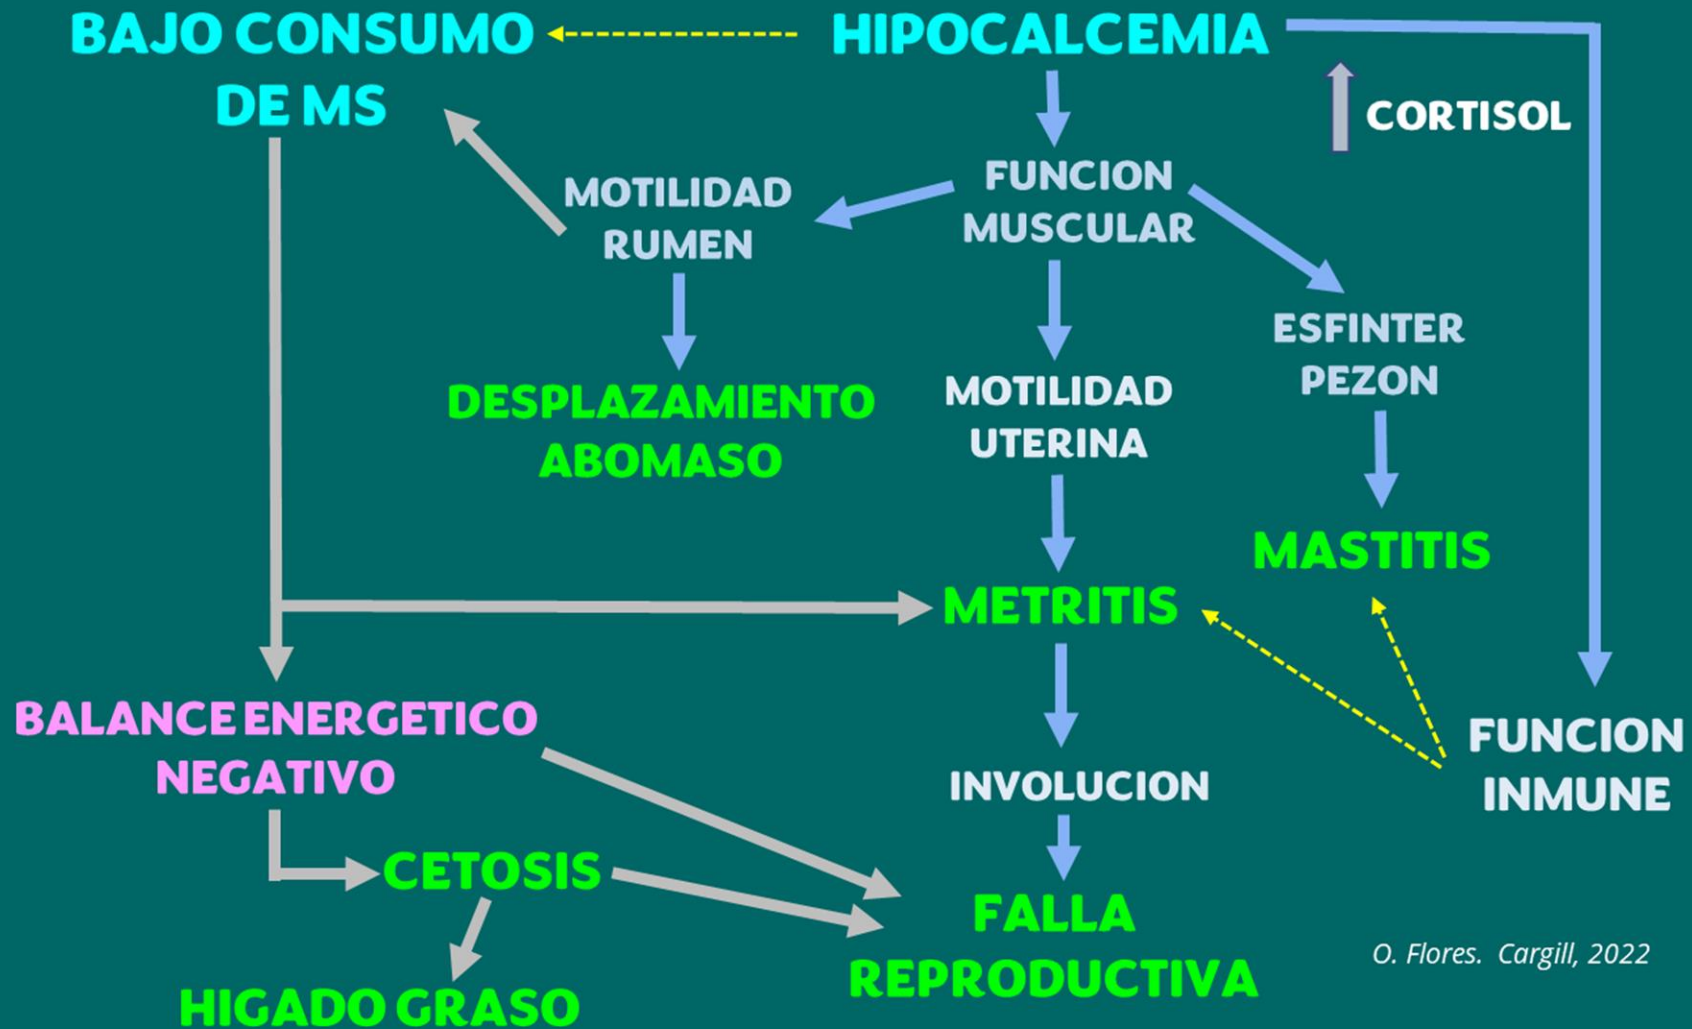 BAJO CONSUMO
DE MS
HIPOCALCEMIA
CORTISOL
MOTILIDAD
RUMEN
FUNCION
MUSCULAR
ESFINTER
PEZON
DESPLAZAMIENTO
ABOMASO
MOTILIDAD
UTERINA
MASTITIS
METRITIS
BALANCE ENERGETICO
NEGATIVO
INVOLUCION
FUNCION
INMUNE
CETOSIS
FALLA
REPRODUCTIVA
HIGADO GRASO
O. Flores. Cargill, 2022